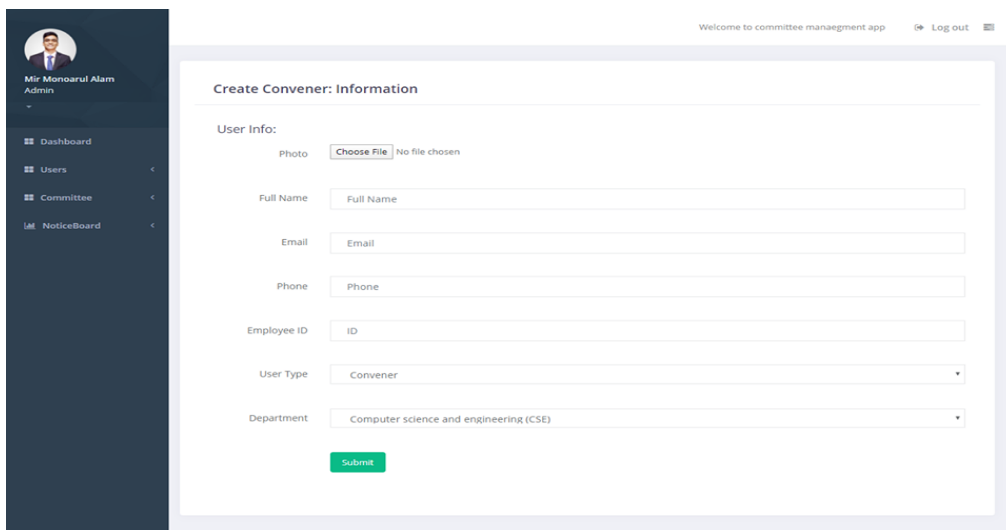 Welcome to committee manaegment app Log out
Mir Monoarul Alam
Admin
Dashboard
Users
Committee
NoticeBoard
Create Convener: Information
User Info:
Photo Choose File No file chosen
Full Name Full Name
Email Email
Phone Phone
Employee ID ID
User Type Convener
Department Computer science and engineering (CSE)
Submit